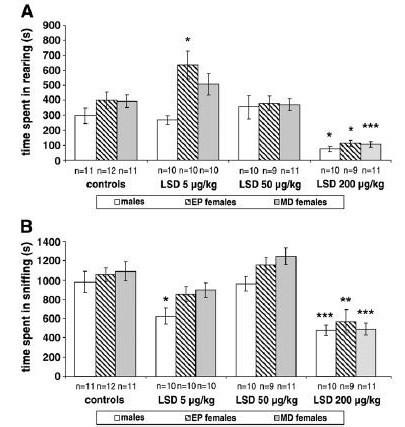 A
900
800
700
600
500
400
300
200
100
0
time spent in rearing (s)
*
* * ***
n=11 n=12 n=11 n=10 n=10 n=10 n=10 n=9 n=11 n=10 n=9 n=11
controls LSD 5 µg/kg LSD 50 µg/kg LSD 200 µg/kg
males EP females MD females
B
1400
1200
1000
800
600
400
200
0
time spent in sniffing (s)
*
*** ** ***
n=11 n=12 n=11 n=10 n=10 n=10 n=10 n=9 n=11 n=10 n=9 n=11
controls LSD 5 µg/kg LSD 50 µg/kg LSD 200 µg/kg
males EP females MD females